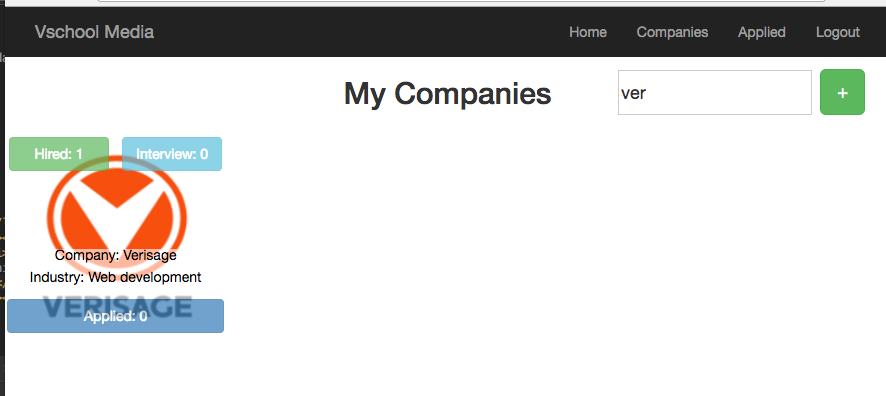 Vschool Media Home Companies Applied Logout
My Companies ver +
Hired: 1 Interview: 0
Company: Verisage
Industry: Web development
VERISAGE
Applied: 0